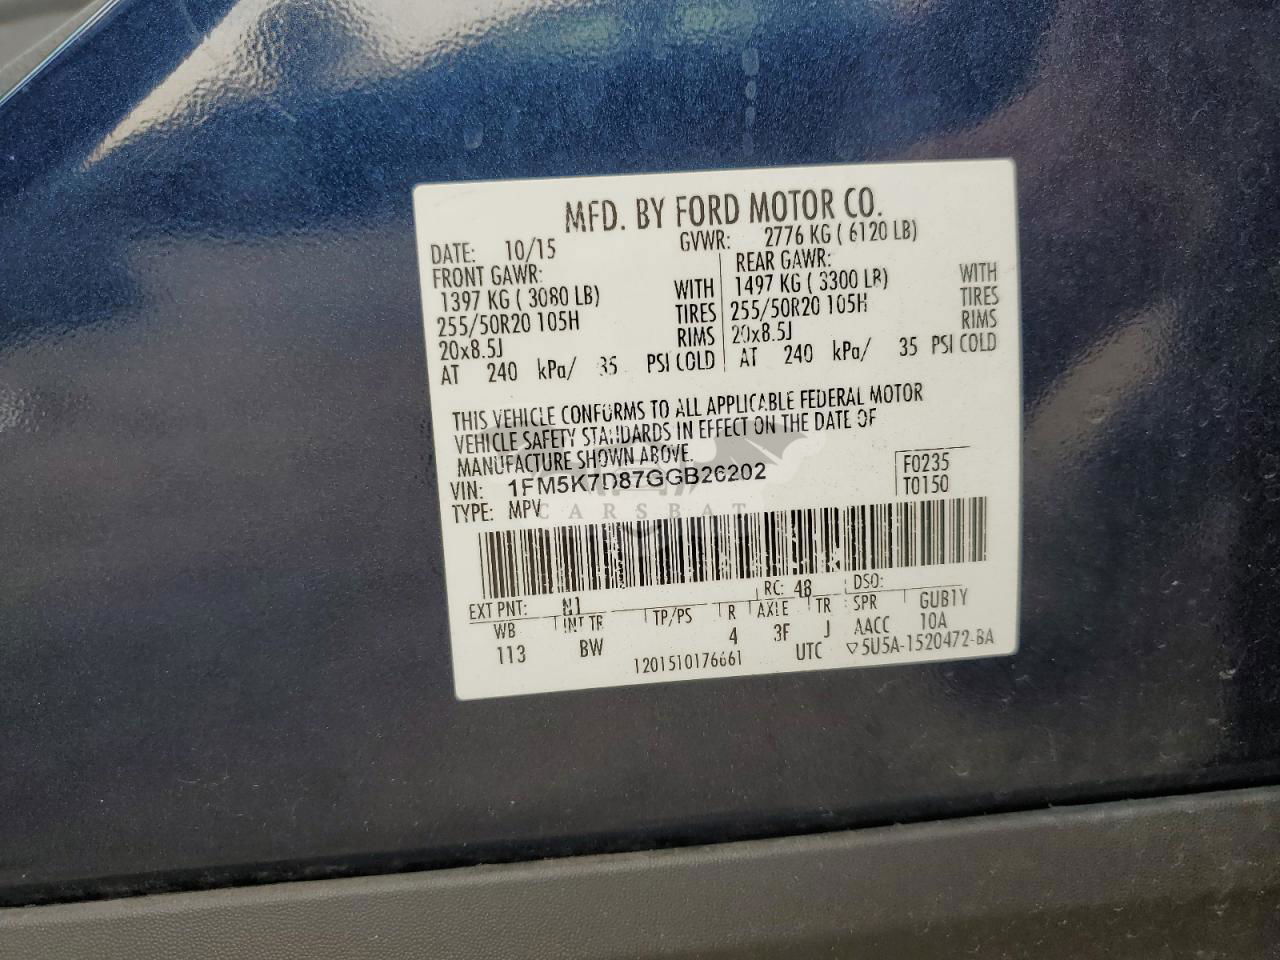 MFD. BY FORD MOTOR CO.
DATE: 10/15 GVWR: 2776 KG ( 6120 LB)
FRONT GAWR: REAR GAWR:
1397 KG ( 3080 LB) WITH 1497 KG ( 3300 LB) WITH
255/50R20 105H TIRES 255/50R20 105H TIRES
20x8.5J RIMS 20x8.5J RIMS
AT 240 kPa/ 35 PSI COLD AT 240 kPa/ 35 PSI COLD
THIS VEHICLE CONFORMS TO ALL APPLICABLE FEDERAL MOTOR
VEHICLE SAFETY STANDARDS IN EFFECT ON THE DATE OF
MANUFACTURE SHOWN ABOVE.
VIN: 1FM5K7D87GGB26202 F0235
TYPE: MPV T0150
CARSBAT
EXT PNT: N1 RC: 48 DSO:
WB INT TR TP/PS R AXLE TR SPR GUB1Y
113 BW 4 3F J AACC 10A
1201510176661 UTC ▽5U5A-1520472-BA